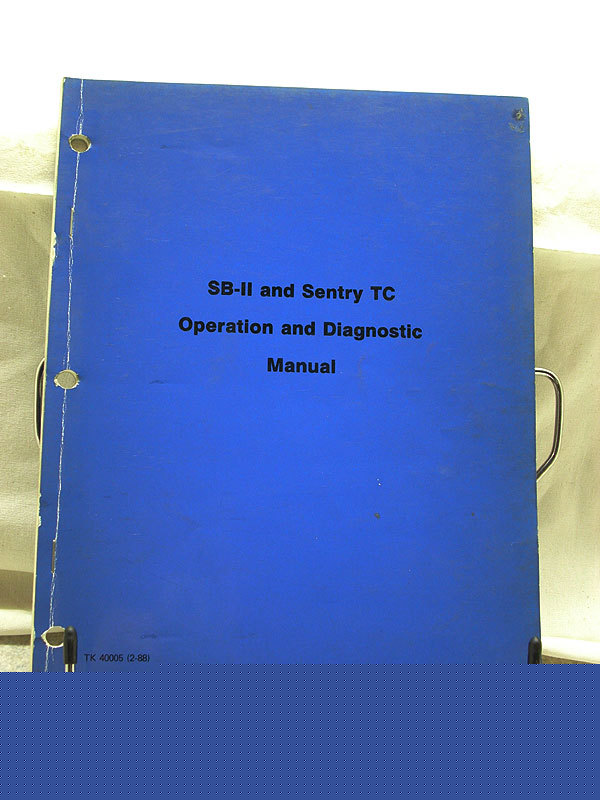 SB-II and Sentry TC
Operation and Diagnostic
Manual
TK 40005 (2-88)